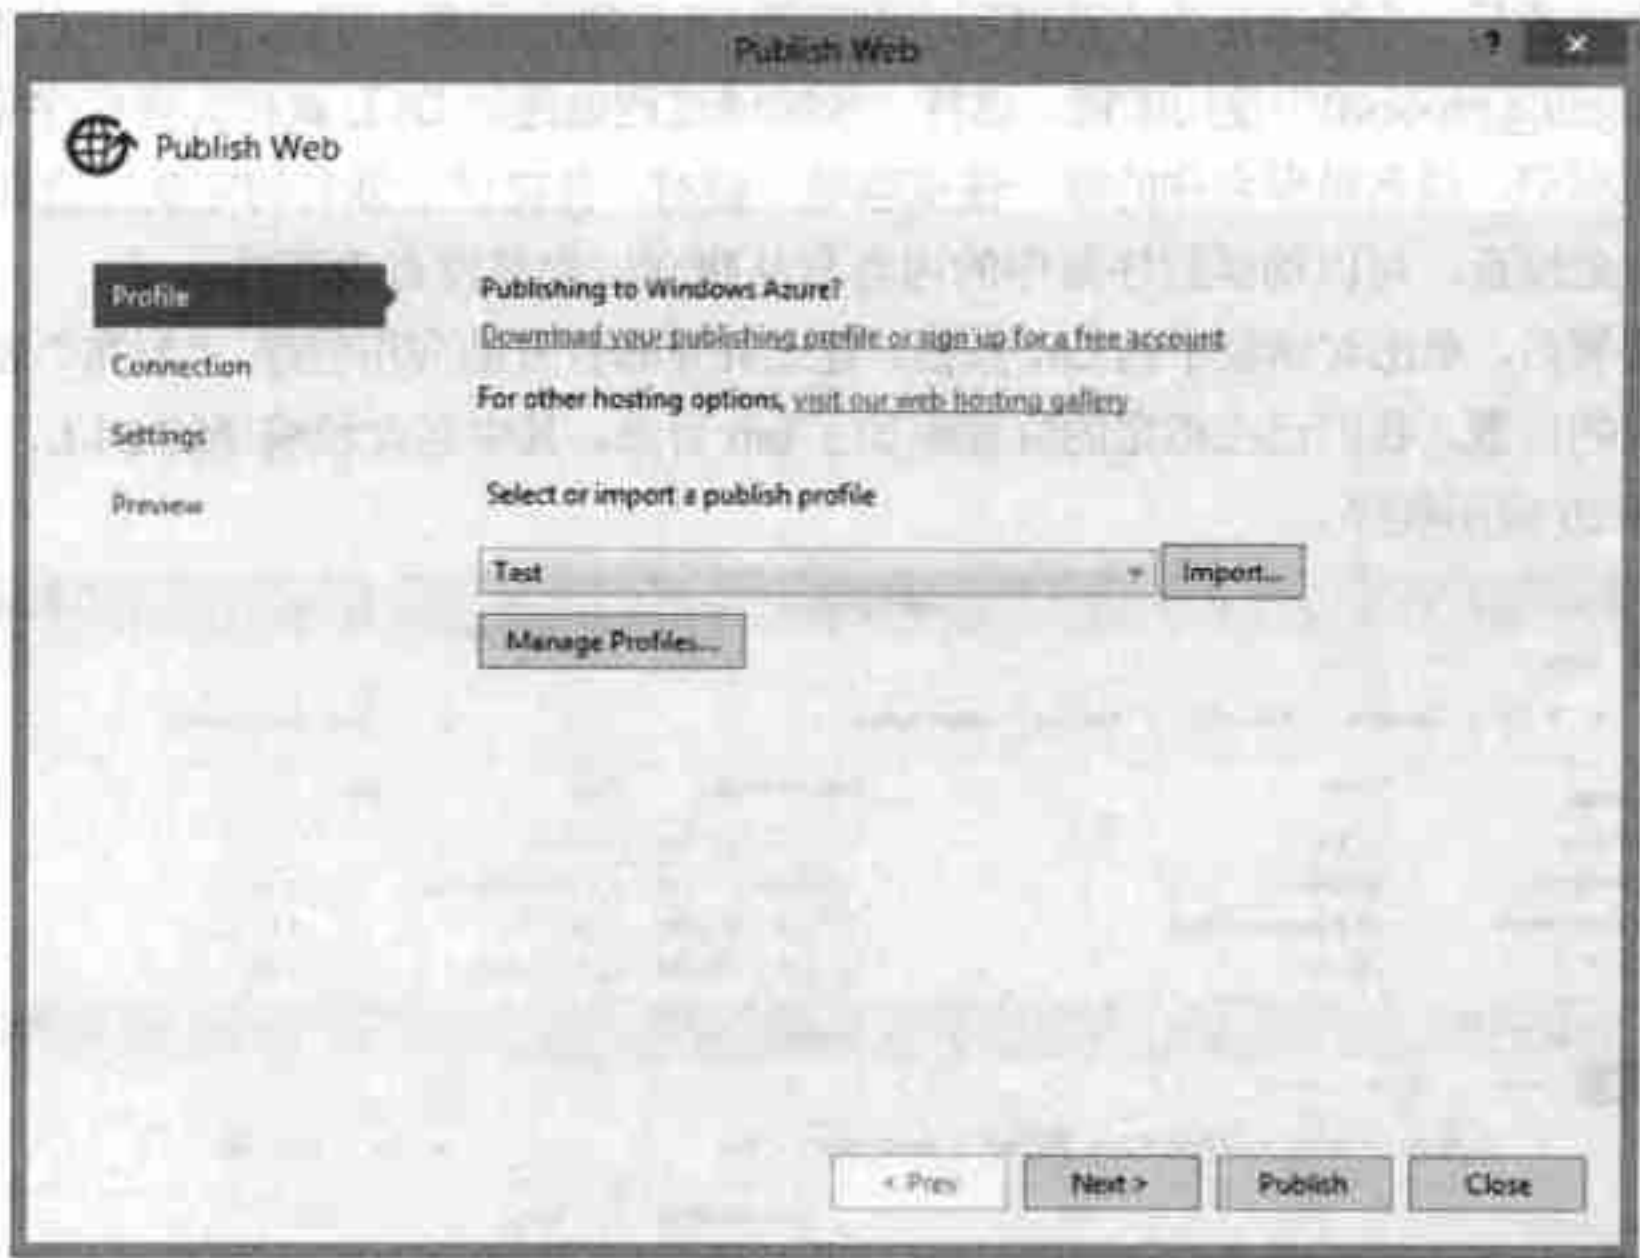 Publish Web
?
Publish Web
Profile
Connection
Settings
Preview
Publishing to Windows Azure?
Download your publishing profile or sign up for a free account
For other hosting options, visit our web hosting gallery
Select or import a publish profile
Test
Import...
Manage Profiles...
< Prev
Next >
Publish
Close